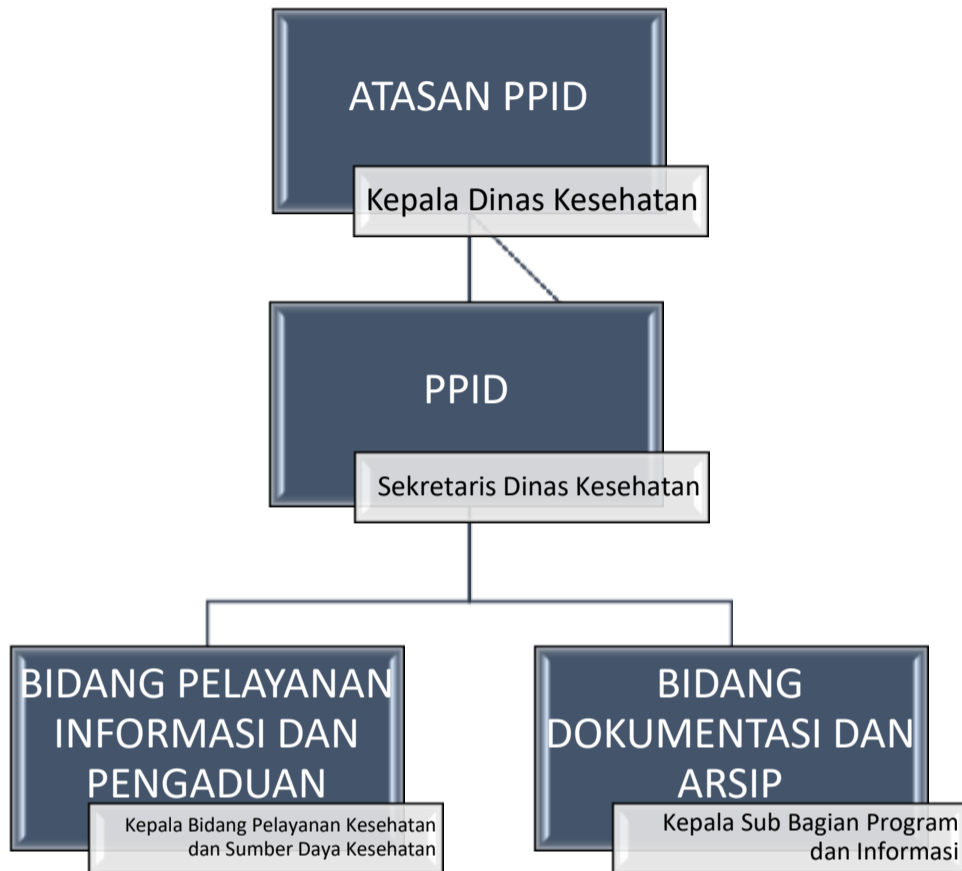 ATASAN PPID
Kepala Dinas Kesehatan
PPID
Sekretaris Dinas Kesehatan
BIDANG PELAYANAN
INFORMASI DAN
PENGADUAN
Kepala Bidang Pelayanan Kesehatan
dan Sumber Daya Kesehatan
BIDANG
DOKUMENTASI DAN
ARSIP
Kepala Sub Bagian Program
dan Informasi